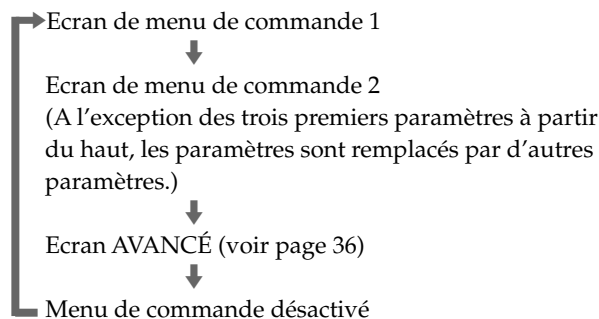 Ecran de menu de commande 1
Ecran de menu de commande 2
(A l'exception des trois premiers paramètres à partir
du haut, les paramètres sont remplacés par d'autres
paramètres.)
Ecran AVANCÉ (voir page 36)
Menu de commande désactivé